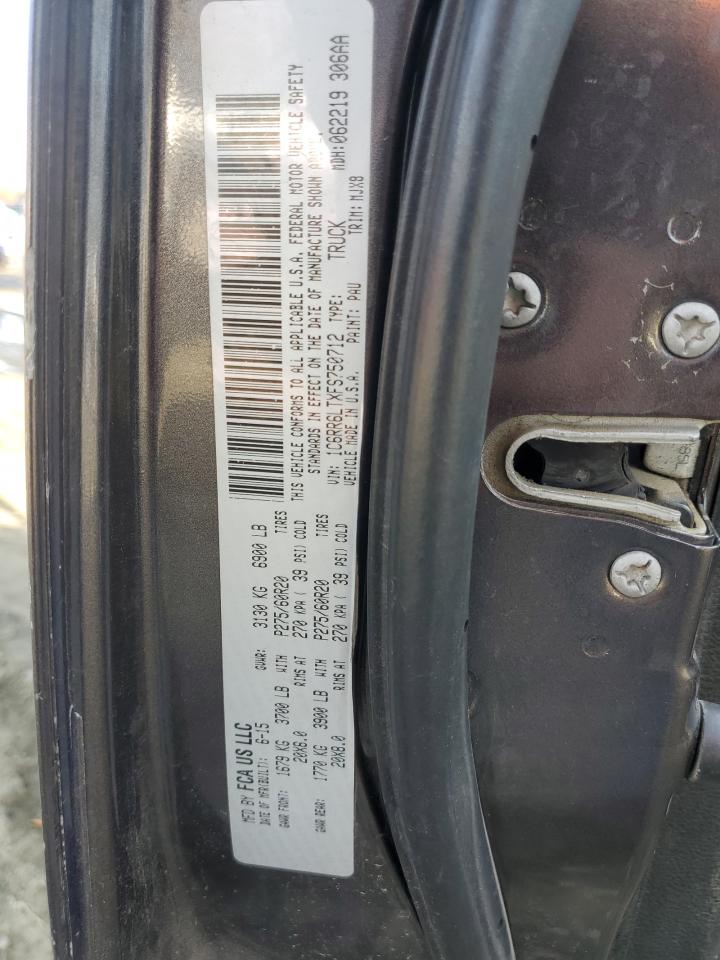 MFD BY FCA US LLC
DATE OF MFR(BUILT): 6-15 GVWR: 3130 KG 6900 LB
GAWR FRONT: 1679 KG 3700 LB WITH P275/60R20 TIRES
20X8.0 RIMS AT 270 KPA ( 39 PSI) COLD
GAWR REAR: 1770 KG 3900 LB WITH P275/60R20 TIRES
20X8.0 RIMS AT 270 KPA ( 39 PSI) COLD
THIS VEHICLE CONFORMS TO ALL APPLICABLE U.S.A. FEDERAL MOTOR VEHICLE SAFETY
STANDARDS IN EFFECT ON THE DATE OF MANUFACTURE SHOWN ABOVE.
VIN: 1C6RR6LTXFS750712 TYPE: TRUCK MDH:062219 306AA
VEHICLE MADE IN U.S.A. PAINT: PAU TRIM: MJX8